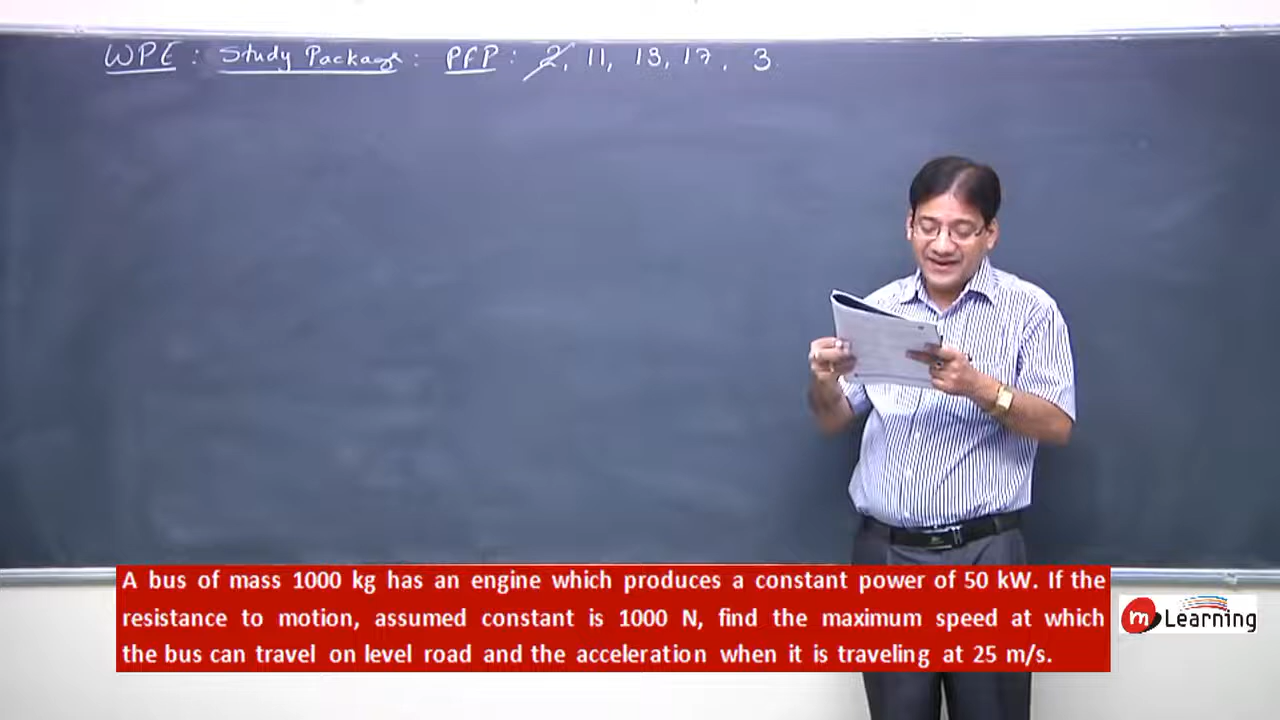 WPE : Study Package : PFP : 2, 11, 13, 17, 3
A bus of mass 1000 kg has an engine which produces a constant power of 50 kW. If the
resistance to motion, assumed constant is 1000 N, find the maximum speed at which
the bus can travel on level road and the acceleration when it is traveling at 25 m/s.
m Learning